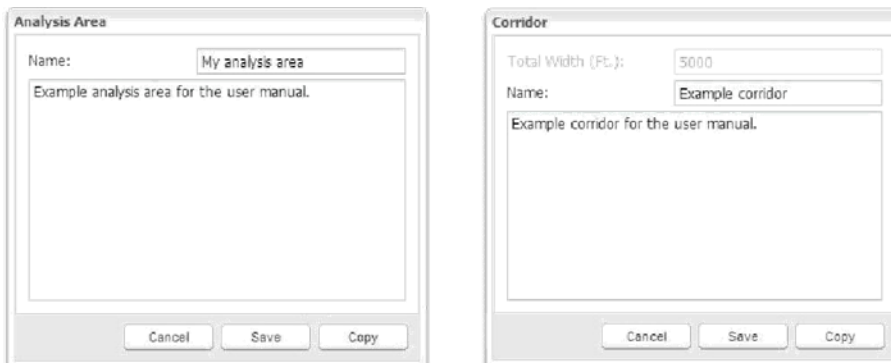 Analysis Area
Name: My analysis area
Example analysis area for the user manual.
Cancel Save Copy
Corridor
Total Width (Ft.): 5000
Name: Example corridor
Example corridor for the user manual.
Cancel Save Copy